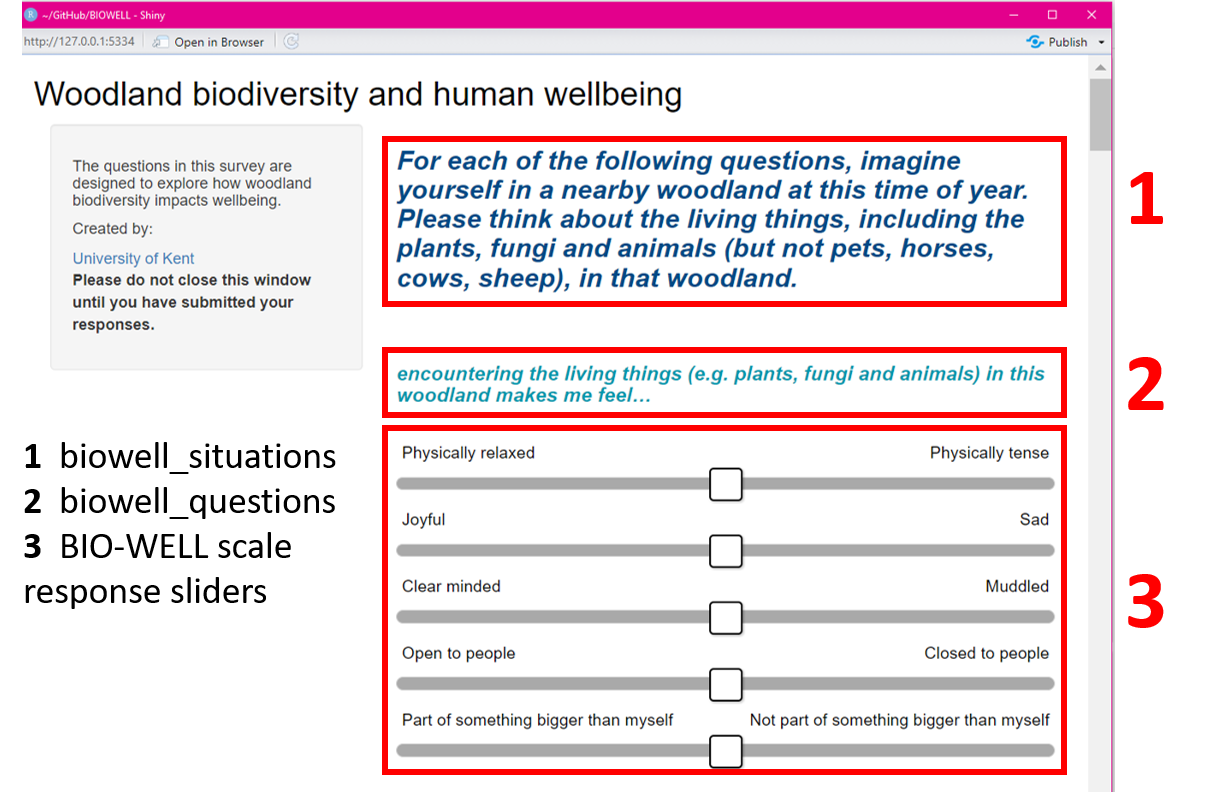 ~/GitHub/BIOWELL - Shiny
http://127.0.0.1:5334 Open in Browser Publish
Woodland biodiversity and human wellbeing
The questions in this survey are
designed to explore how woodland
biodiversity impacts wellbeing.
Created by:
University of Kent
Please do not close this window
until you have submitted your
responses.
For each of the following questions, imagine
yourself in a nearby woodland at this time of year.
Please think about the living things, including the
plants, fungi and animals (but not pets, horses,
cows, sheep), in that woodland.
1
encountering the living things (e.g. plants, fungi and animals) in this
woodland makes me feel…
2
Physically relaxed Physically tense
Joyful Sad
Clear minded Muddled
Open to people Closed to people
Part of something bigger than myself Not part of something bigger than myself
3
1 biowell_situations
2 biowell_questions
3 BIO-WELL scale
response sliders